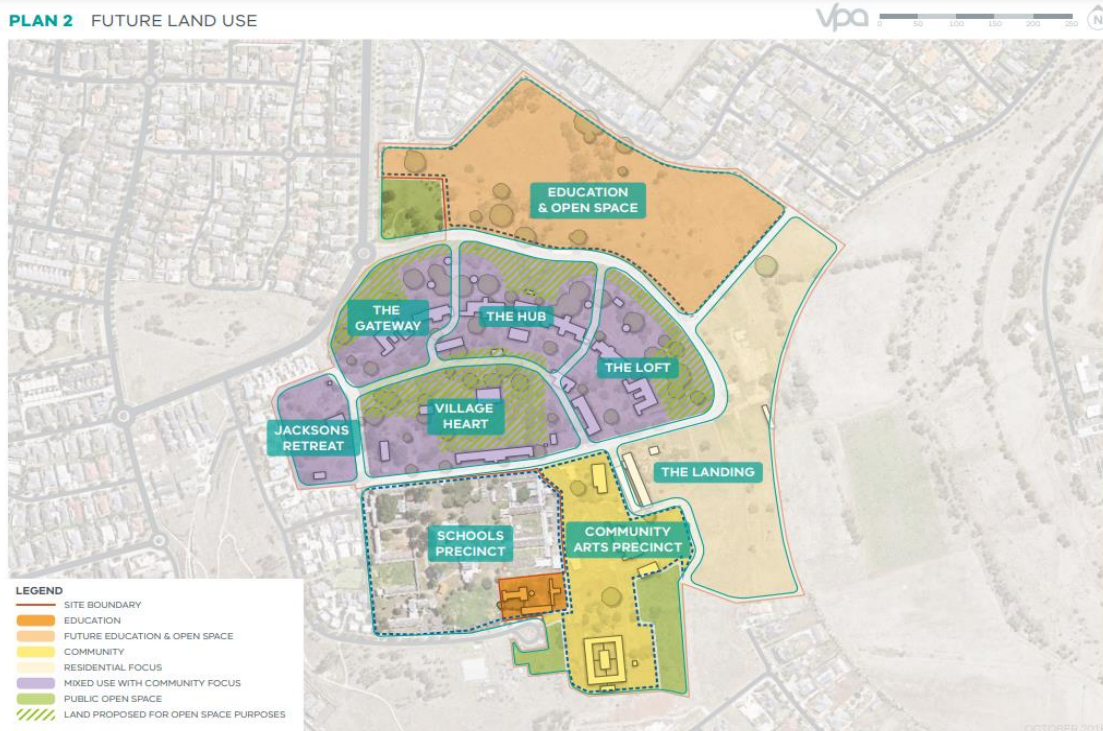 PLAN 2 FUTURE LAND USE
vpa
0 50 100 150 200 250
N
EDUCATION
& OPEN SPACE
THE
GATEWAY
THE HUB
THE LOFT
VILLAGE
HEART
JACKSONS
RETREAT
THE LANDING
SCHOOLS
PRECINCT
COMMUNITY
ARTS PRECINCT
LEGEND
SITE BOUNDARY
EDUCATION
FUTURE EDUCATION & OPEN SPACE
COMMUNITY
RESIDENTIAL FOCUS
MIXED USE WITH COMMUNITY FOCUS
PUBLIC OPEN SPACE
LAND PROPOSED FOR OPEN SPACE PURPOSES